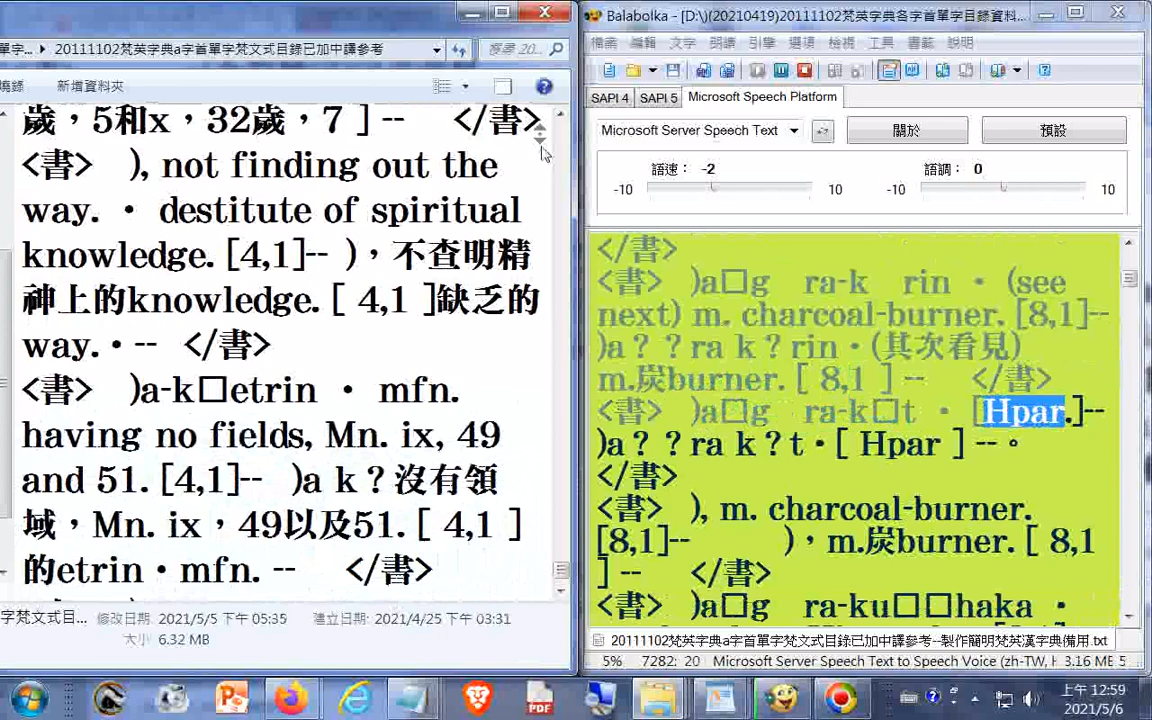 單字... ▸ 20111102梵英字典a字首單字梵文式目錄已加中譯參考
搜尋 20...
燒錄 新增資料夾
歲，5和x，32歲，7 ] -- </書>
<書> ), not finding out the
way. • destitute of spiritual
knowledge. [4,1]-- )，不查明精
神上的knowledge. [ 4,1 ]缺乏的
way.•-- </書>
<書> )a-k□etrin • mfn.
having no fields, Mn. ix, 49
and 51. [4,1]-- )a k？沒有領
域，Mn. ix，49以及51. [ 4,1 ]
的etrin•mfn. -- </書>
字梵文式目... 修改日期: 2021/5/5 下午 05:35 建立日期: 2021/4/25 下午 03:31
大小: 6.32 MB
Balabolka - [D:\)(20210419)20111102梵英字典各字首單字目錄資料...
檔案 編輯 文字 朗讀 引擎 選項 檢視 工具 書籤 說明
SAPI 4 SAPI 5 Microsoft Speech Platform
Microsoft Server Speech Text 關於 預設
語速： -2 語調： 0
-10 10 -10 10
</書>
<書> )a□g ra-k rin • (see
next) m. charcoal-burner. [8,1]--
)a？？ra k？rin•(其次看見)
m.炭burner. [ 8,1 ] -- </書>
<書> )a□g ra-k□t • [Hpar.]--
)a？？ra k？t•[ Hpar ] --。
</書>
<書> ), m. charcoal-burner.
[8,1]-- )，m.炭burner. [ 8,1
] -- </書>
<書> )a□g ra-ku□□haka •
20111102梵英字典a字首單字梵文式目錄已加中譯參考--製作簡明梵英漢字典備用.txt
5% 7282: 20 Microsoft Server Speech Text to Speech Voice (zh-TW, H 3.16 ME 5
PDF
上午 12:59
2021/5/6